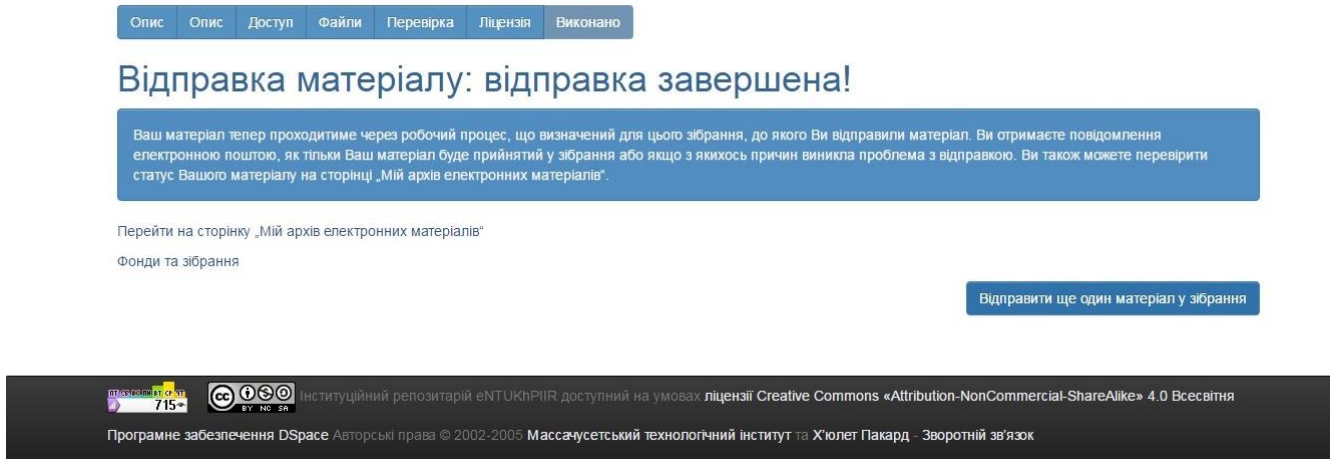 Опис Опис Доступ Файли Перевірка Ліцензія Виконано
Відправка матеріалу: відправка завершена!
Ваш матеріал тепер проходитиме через робочий процес, що визначений для цього зібрання, до якого Ви відправили матеріал. Ви отримаєте повідомлення
електронною поштою, як тільки Ваш матеріал буде прийнятий у зібрання або якщо з якихось причин виникла проблема з відправкою. Ви також можете перевірити
статус Вашого матеріалу на сторінці „Мій архів електронних матеріалів“.
Перейти на сторінку „Мій архів електронних матеріалів“
Фонди та зібрання
Відправити ще один матеріал у зібрання
715
cc BY NC SA Інституційний репозитарій eNTUKhPIIR доступний на умовах ліцензії Creative Commons «Attribution-NonCommercial-ShareAlike» 4.0 Всесвітня
Програмне забезпечення DSpace Авторські права © 2002-2005 Массачусетський технологічний інститут та Х’юлет Пакард - Зворотній зв’язок